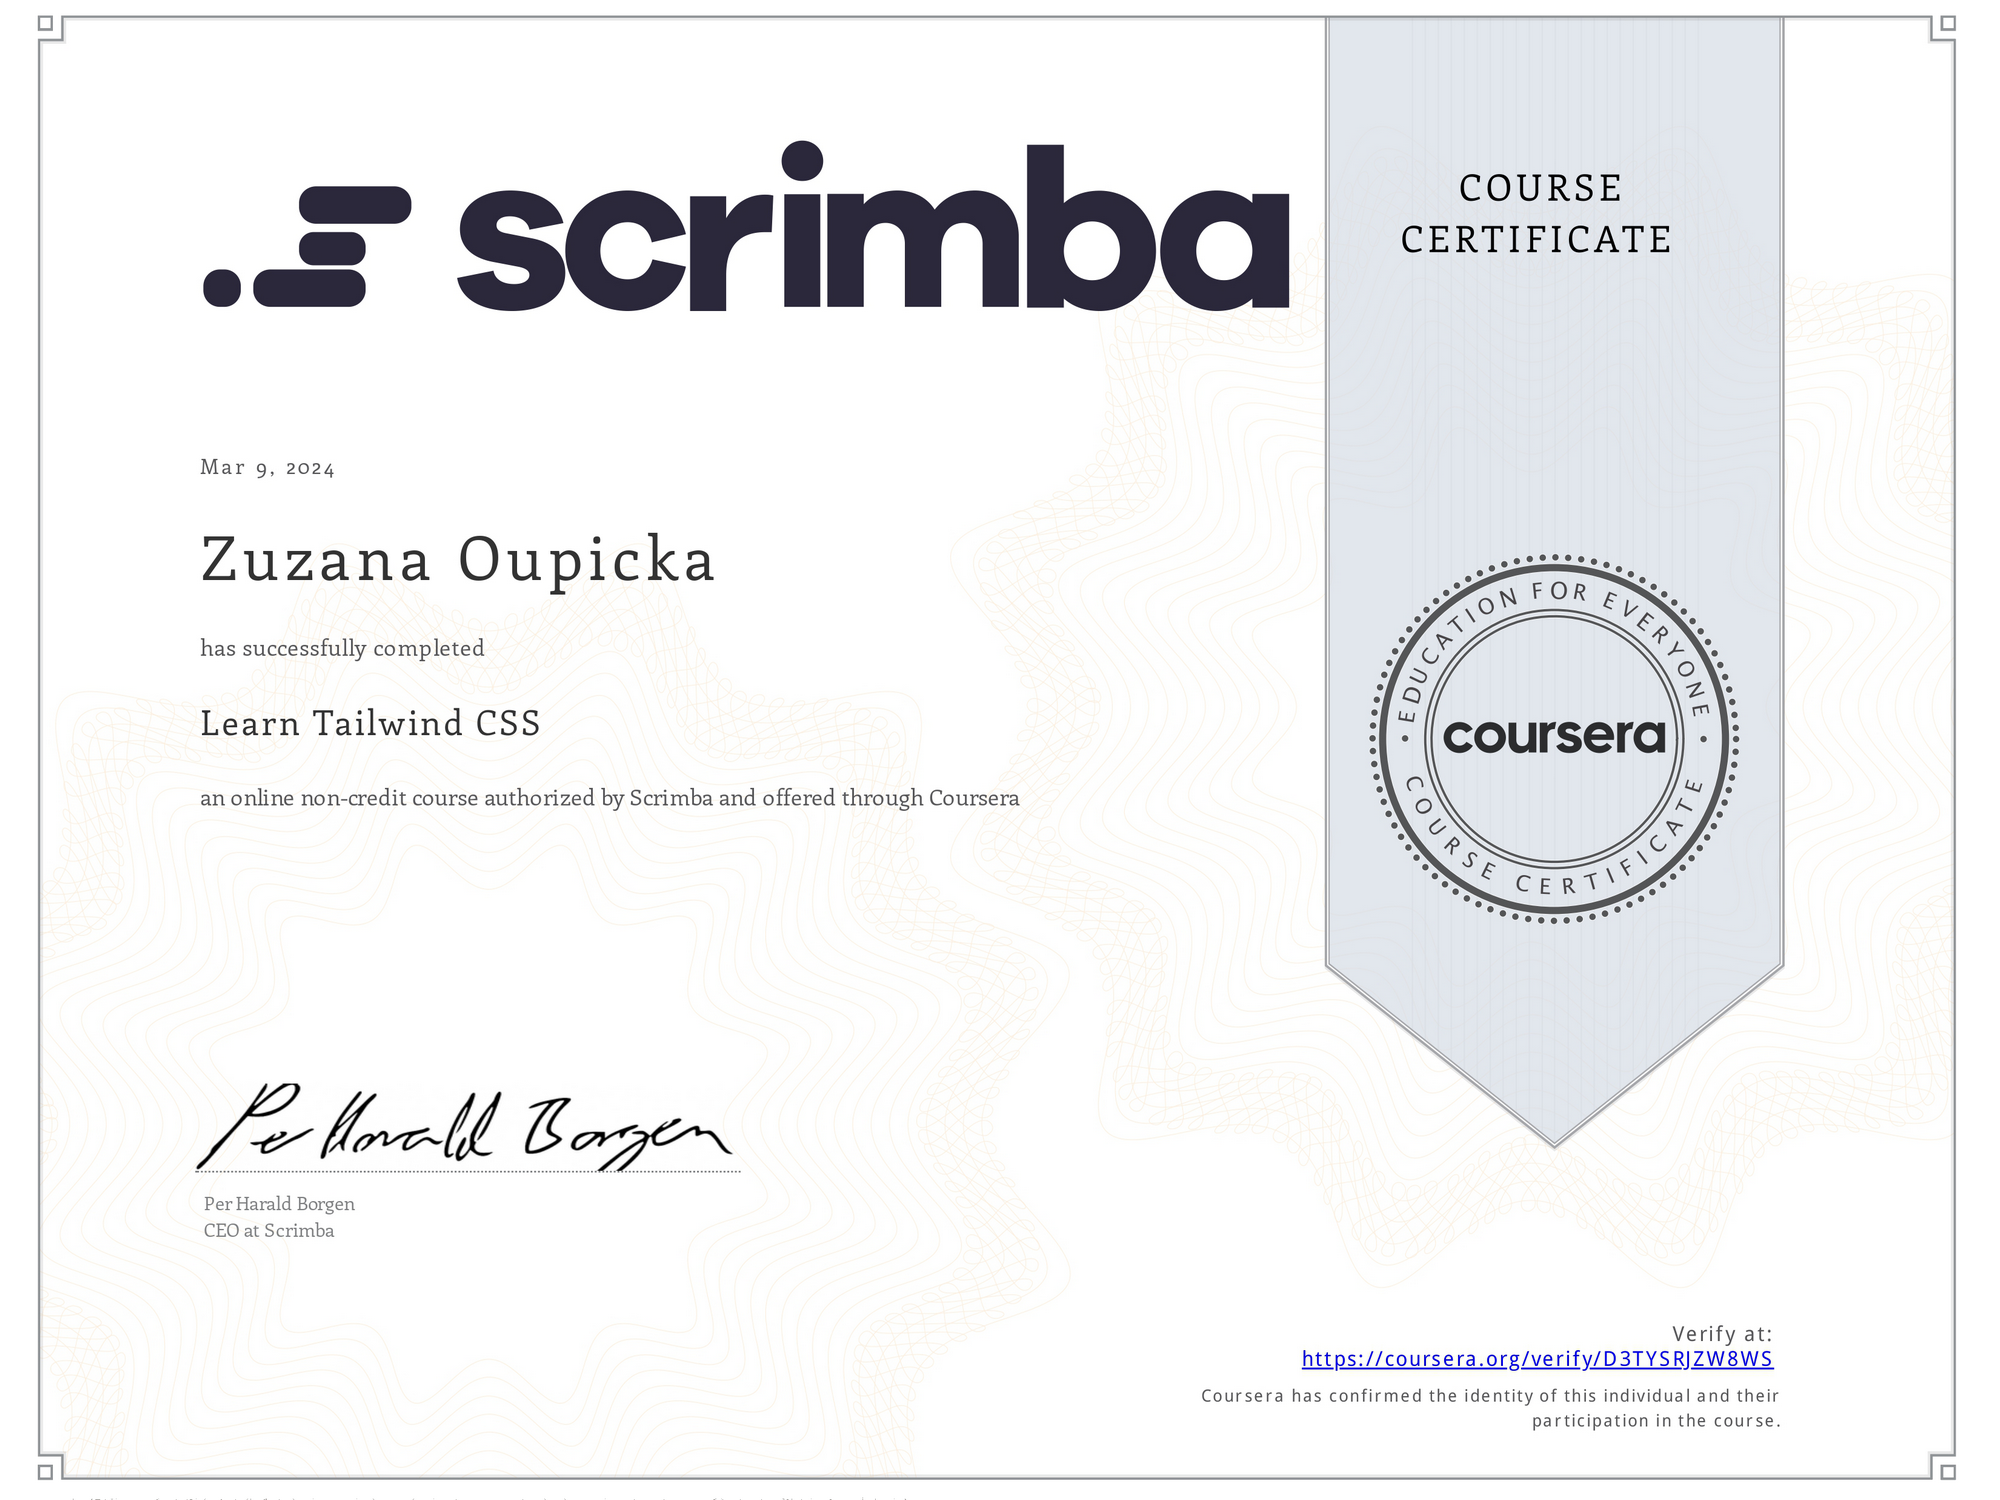 scrimba
COURSE
CERTIFICATE
Mar 9, 2024
Zuzana Oupicka
has successfully completed
Learn Tailwind CSS
an online non-credit course authorized by Scrimba and offered through Coursera
EDUCATION FOR EVERYONE
coursera
COURSE CERTIFICATE
Per Harald Borgen
Per Harald Borgen
CEO at Scrimba
Verify at:
https://coursera.org/verify/D3TYSRJZW8WS
Coursera has confirmed the identity of this individual and their
participation in the course.